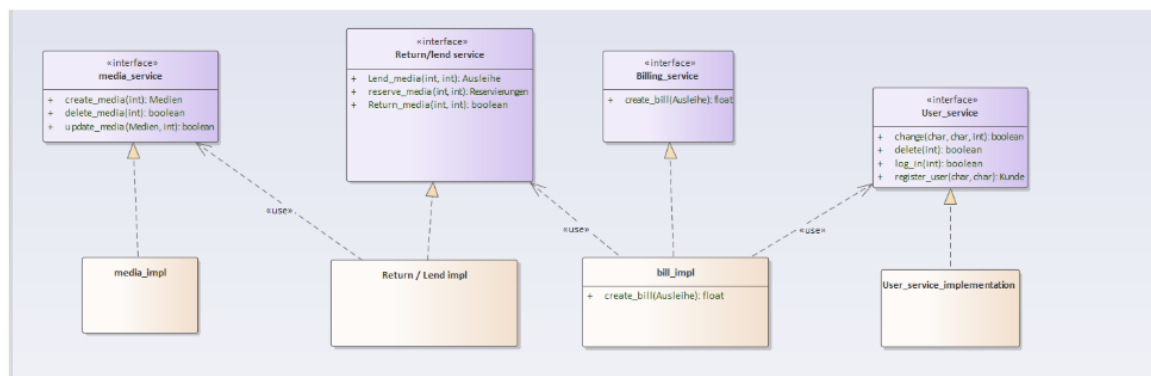 «interface»
media_service
+ create_media(int): Medien
+ delete_media(int): boolean
+ update_media(Medien, int): boolean
«interface»
Return/lend service
+ Lend_media(int, int): Ausleihe
+ reserve_media(int, int): Reservierungen
+ Return_media(int, int): boolean
«interface»
Billing_service
+ create_bill(Ausleihe): float
«interface»
User_service
+ change(char, char, int): boolean
+ delete(int): boolean
+ log_in(int): boolean
+ register_user(char, char): Kunde
«use»
«use»
«use»
media_impl
Return / Lend impl
bill_impl
+ create_bill(Ausleihe): float
User_service_implementation